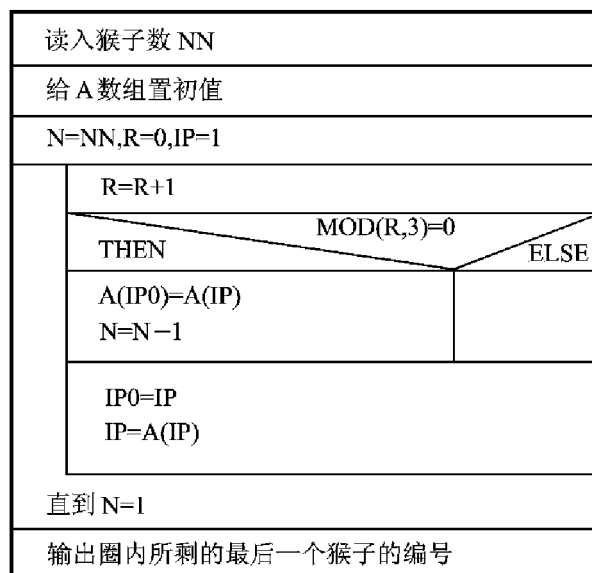 读入猴子数 NN
给 A 数组置初值
N=NN,R=0,IP=1
R=R+1
MOD(R,3)=0
THEN
ELSE
A(IP0)=A(IP)
N=N−1
IP0=IP
IP=A(IP)
直到 N=1
输出圈内所剩的最后一个猴子的编号